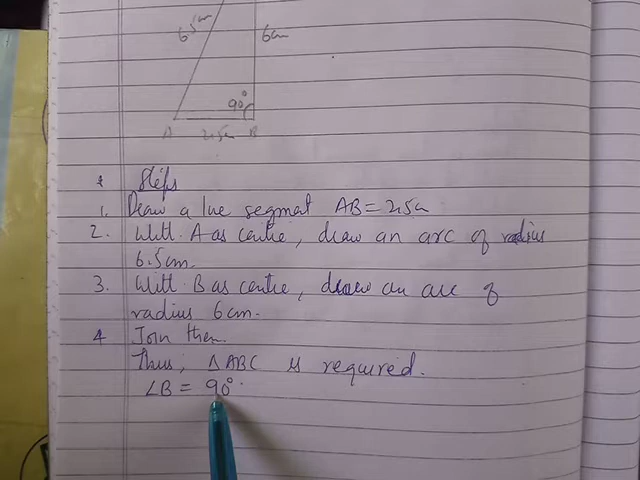 6.5cm
6cm
90°
A 2.5cm B
* Steps
1. Draw a line segment AB = 2.5cm
2. With A as centre, draw an arc of radius
6.5cm.
3. With B as centre, draw an arc of
radius 6cm.
4 Join them.
Thus, △ABC is required.
∠B = 90°.